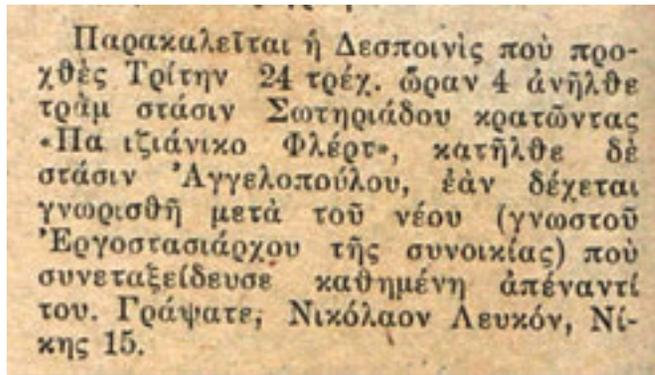 Παρακαλεῖται ἡ Δεσποινὶς ποὺ προ-
χθὲς Τρίτην 24 τρέχ. ὥραν 4 ἀνῆλθε
τρὰμ στάσιν Σωτηριάδου κρατῶντας
«Πα ιζιάνικο Φλέρτ», κατῆλθε δὲ
στάσιν Ἀγγελοπούλου, ἐὰν δέχεται
γνωρισθῆ μετὰ τοῦ νέου (γνωστοῦ
Ἐργοστασιάρχου τῆς συνοικίας) ποὺ
συνεταξείδευσε καθημένη ἀπέναντί
του. Γράψατε, Νικόλαον Λευκόν, Νί-
κης 15.